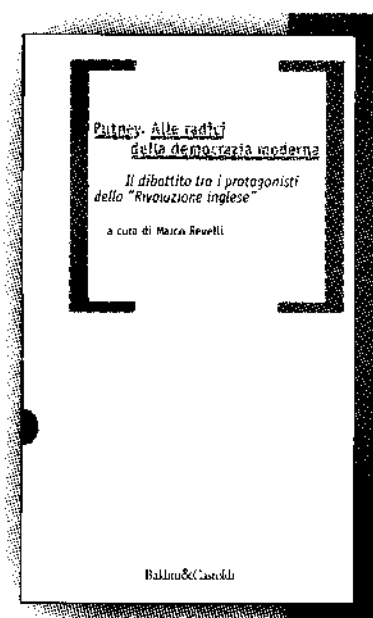 Putney. Alle radici
della democrazia moderna
Il dibattito tra i protagonisti
della "Rivoluzione inglese"
a cura di Marco Revelli
Baldini&Castoldi